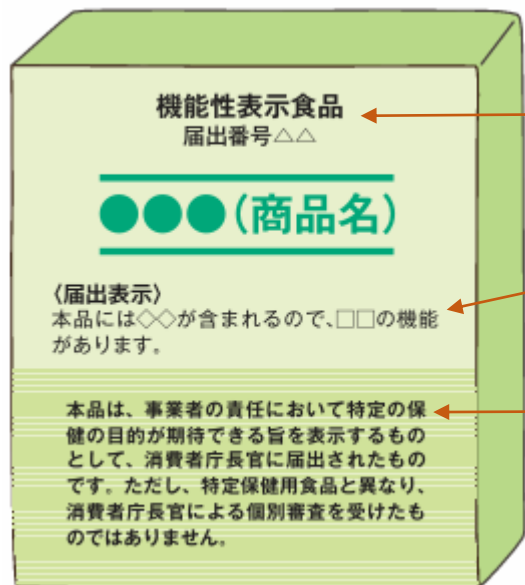 機能性表示食品
届出番号△△
●●●(商品名)
〈届出表示〉
本品には◇◇が含まれるので、□□の機能
があります。
本品は、事業者の責任において特定の保
健の目的が期待できる旨を表示するもの
として、消費者庁長官に届出されたもの
です。ただし、特定保健用食品と異なり、
消費者庁長官による個別審査を受けたも
のではありません。